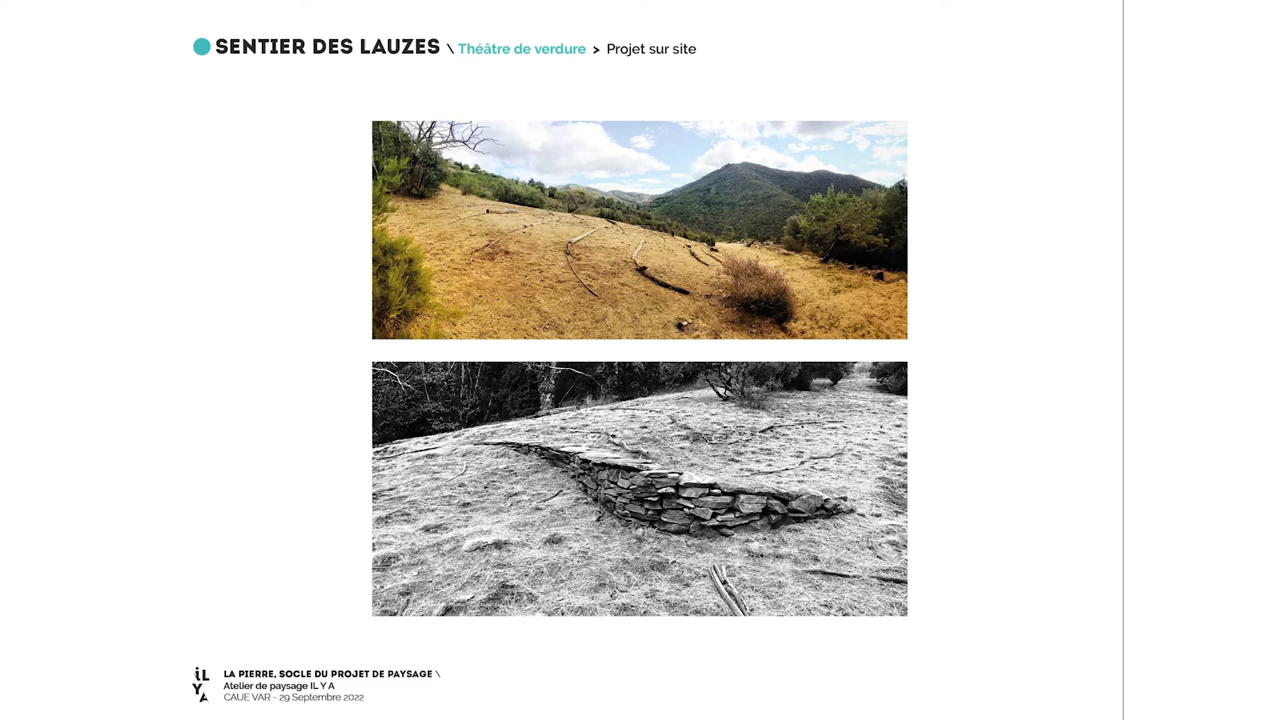 SENTIER DES LAUZES \ Théâtre de verdure > Projet sur site
iL Y A
LA PIERRE, SOCLE DU PROJET DE PAYSAGE \
Atelier de paysage IL Y A
CAUE VAR - 29 Septembre 2022